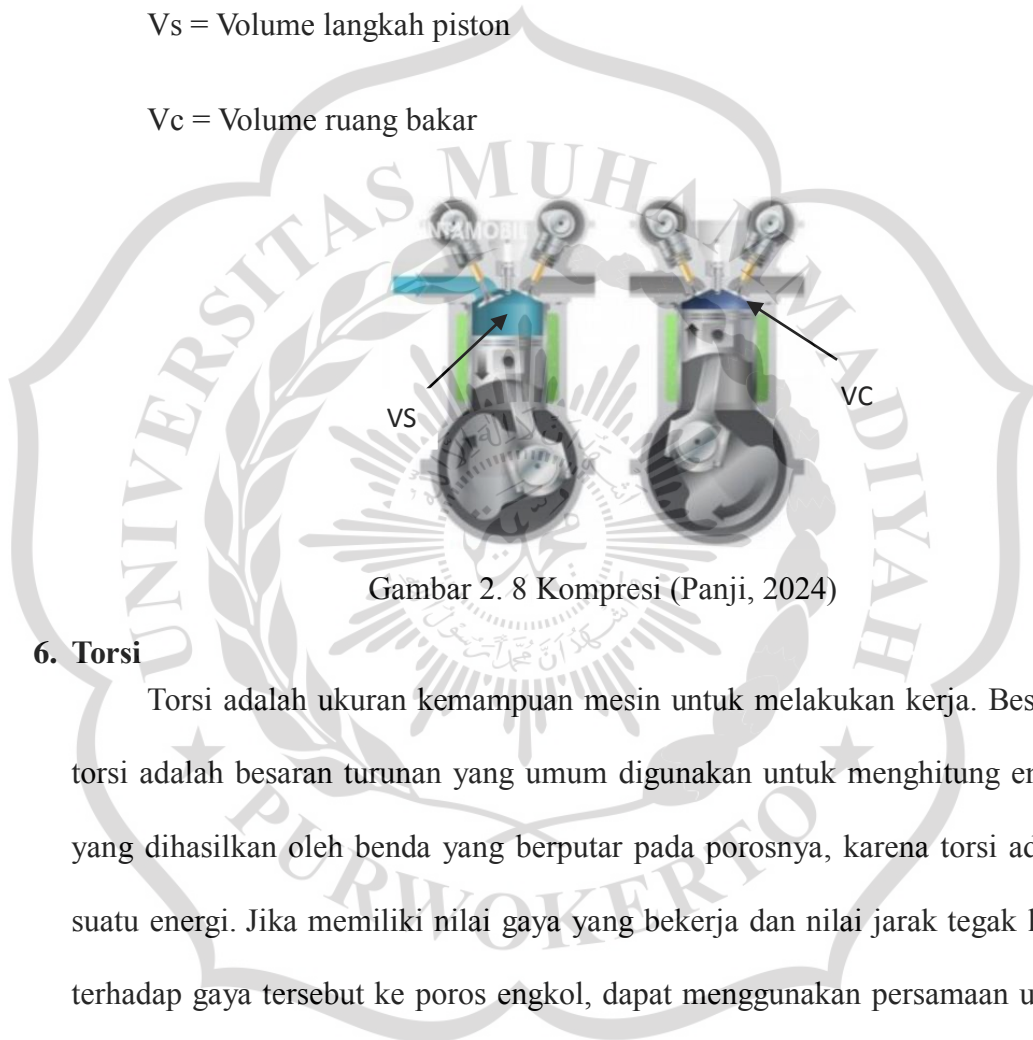 Vs = Volume langkah piston
Vc = Volume ruang bakar
UNIVERSITAS MUHAMMADIYAH
PURWOKERTO
VS
VC
Gambar 2. 8 Kompresi (Panji, 2024)
6. Torsi
Torsi adalah ukuran kemampuan mesin untuk melakukan kerja. Bes
torsi adalah besaran turunan yang umum digunakan untuk menghitung en
yang dihasilkan oleh benda yang berputar pada porosnya, karena torsi ad
suatu energi. Jika memiliki nilai gaya yang bekerja dan nilai jarak tegak l
terhadap gaya tersebut ke poros engkol, dapat menggunakan persamaan u